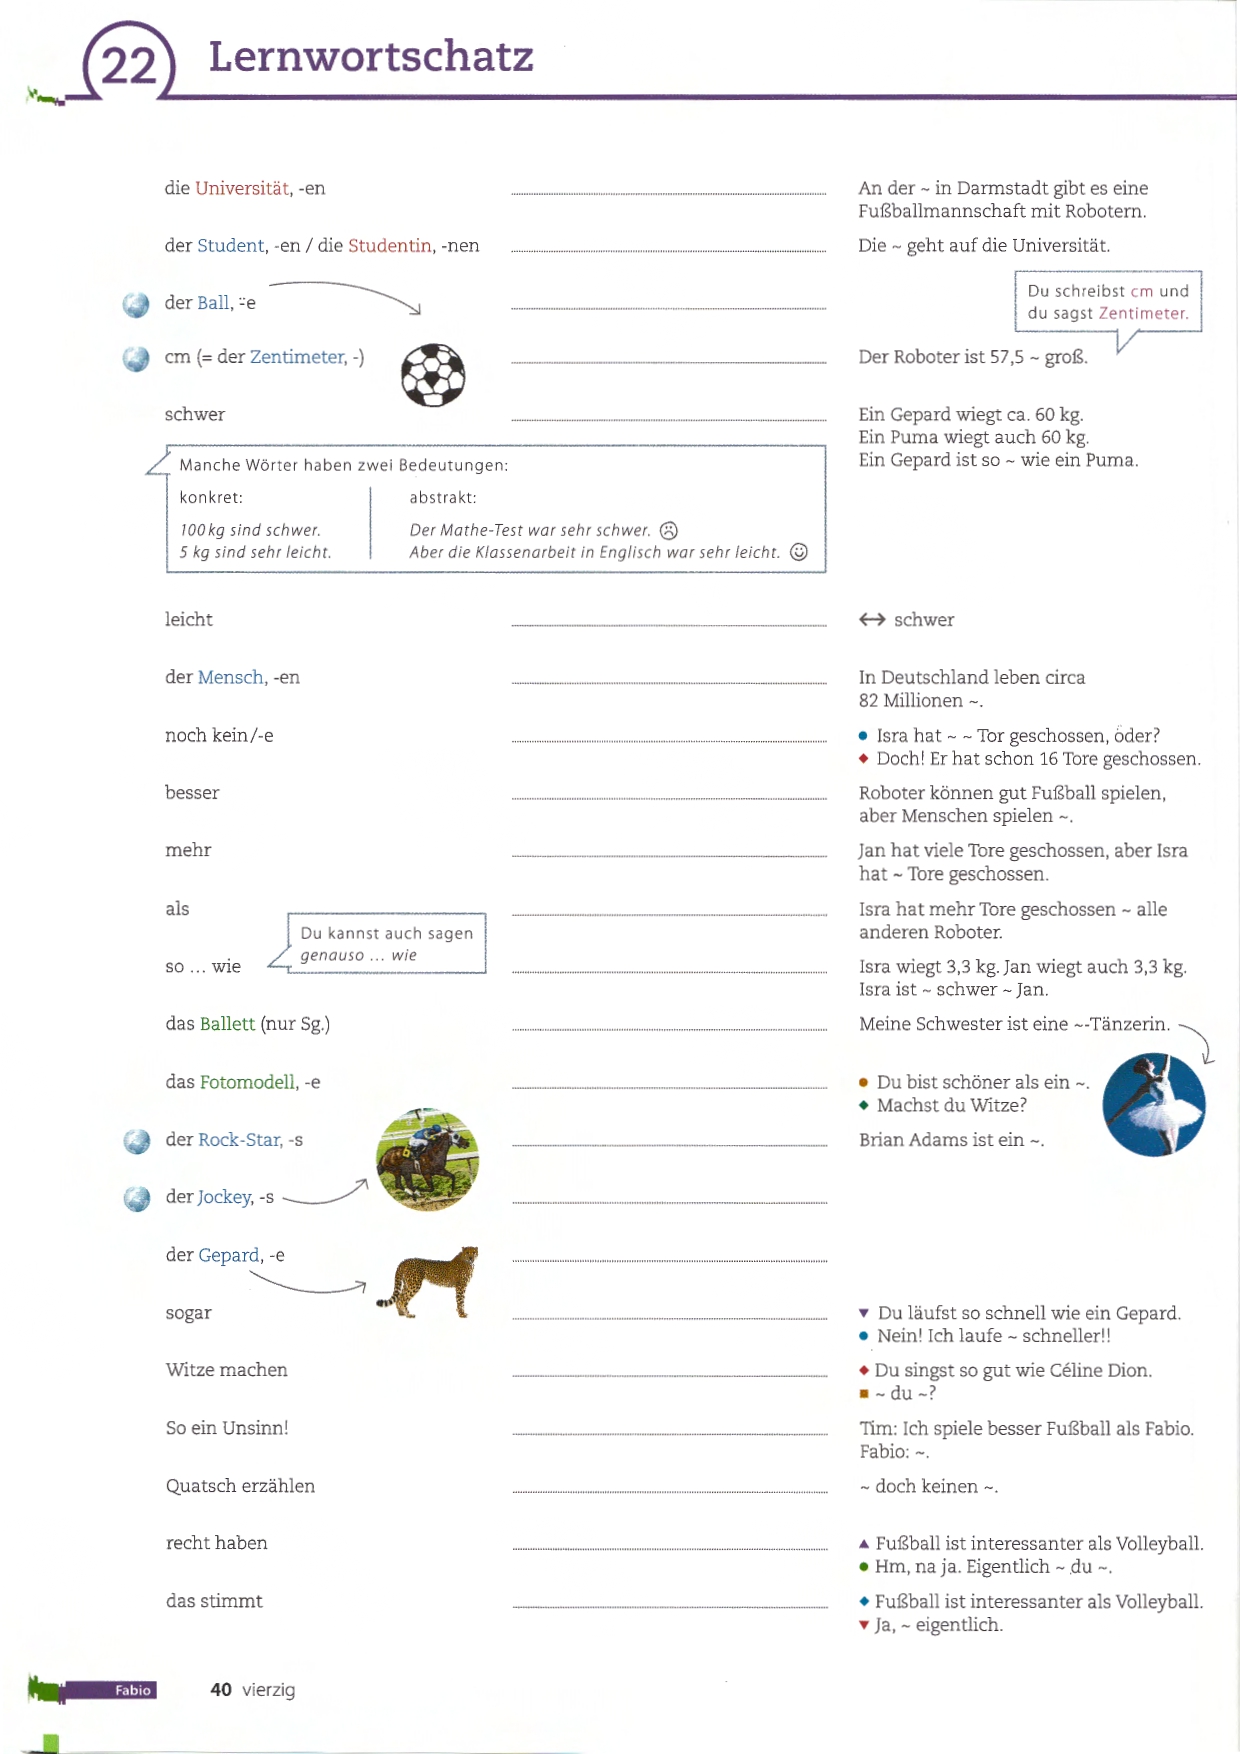 22 Lernwortschatz
die Universität, -en
An der ~ in Darmstadt gibt es eine
Fußballmannschaft mit Robotern.
der Student, -en / die Studentin, -nen
Die ~ geht auf die Universität.
der Ball, ¨-e
Du schreibst cm und
du sagst Zentimeter.
cm (= der Zentimeter, -)
Der Roboter ist 57,5 ~ groß.
schwer
Ein Gepard wiegt ca. 60 kg.
Ein Puma wiegt auch 60 kg.
Ein Gepard ist so ~ wie ein Puma.
Manche Wörter haben zwei Bedeutungen:
konkret:
100 kg sind schwer.
5 kg sind sehr leicht.
abstrakt:
Der Mathe-Test war sehr schwer. ☹
Aber die Klassenarbeit in Englisch war sehr leicht. ☺
leicht
↔ schwer
der Mensch, -en
In Deutschland leben circa
82 Millionen ~.
noch kein/-e
● Isra hat ~ ~ Tor geschossen, oder?
◆ Doch! Er hat schon 16 Tore geschossen.
besser
Roboter können gut Fußball spielen,
aber Menschen spielen ~.
mehr
Jan hat viele Tore geschossen, aber Isra
hat ~ Tore geschossen.
als
Isra hat mehr Tore geschossen ~ alle
anderen Roboter.
Du kannst auch sagen
genauso ... wie
so ... wie
Isra wiegt 3,3 kg. Jan wiegt auch 3,3 kg.
Isra ist ~ schwer ~ Jan.
das Ballett (nur Sg.)
Meine Schwester ist eine ~-Tänzerin.
das Fotomodell, -e
● Du bist schöner als ein ~.
◆ Machst du Witze?
der Rock-Star, -s
Brian Adams ist ein ~.
der Jockey, -s
der Gepard, -e
sogar
▼ Du läufst so schnell wie ein Gepard.
● Nein! Ich laufe ~ schneller!!
Witze machen
◆ Du singst so gut wie Céline Dion.
■ ~ du ~?
So ein Unsinn!
Tim: Ich spiele besser Fußball als Fabio.
Fabio: ~.
Quatsch erzählen
~ doch keinen ~.
recht haben
▲ Fußball ist interessanter als Volleyball.
● Hm, na ja. Eigentlich ~ du ~.
das stimmt
◆ Fußball ist interessanter als Volleyball.
▼ Ja, ~ eigentlich.
Fabio
40 vierzig